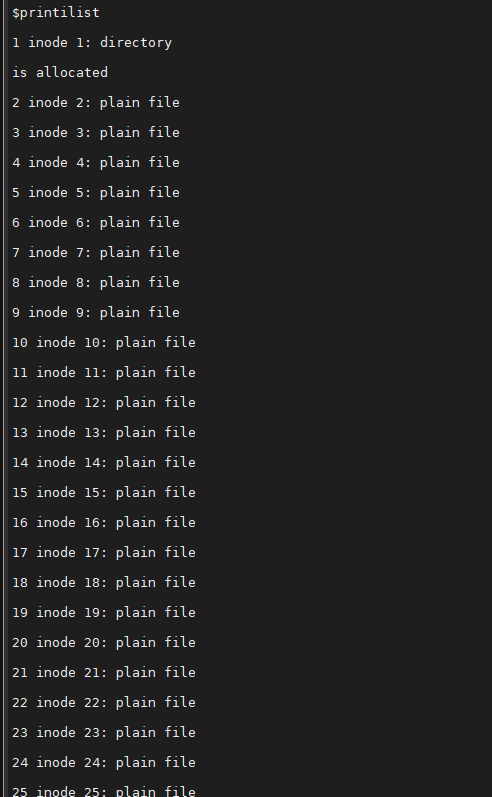 $printilist
1 inode 1: directory
is allocated
2 inode 2: plain file
3 inode 3: plain file
4 inode 4: plain file
5 inode 5: plain file
6 inode 6: plain file
7 inode 7: plain file
8 inode 8: plain file
9 inode 9: plain file
10 inode 10: plain file
11 inode 11: plain file
12 inode 12: plain file
13 inode 13: plain file
14 inode 14: plain file
15 inode 15: plain file
16 inode 16: plain file
17 inode 17: plain file
18 inode 18: plain file
19 inode 19: plain file
20 inode 20: plain file
21 inode 21: plain file
22 inode 22: plain file
23 inode 23: plain file
24 inode 24: plain file
25 inode 25: plain file